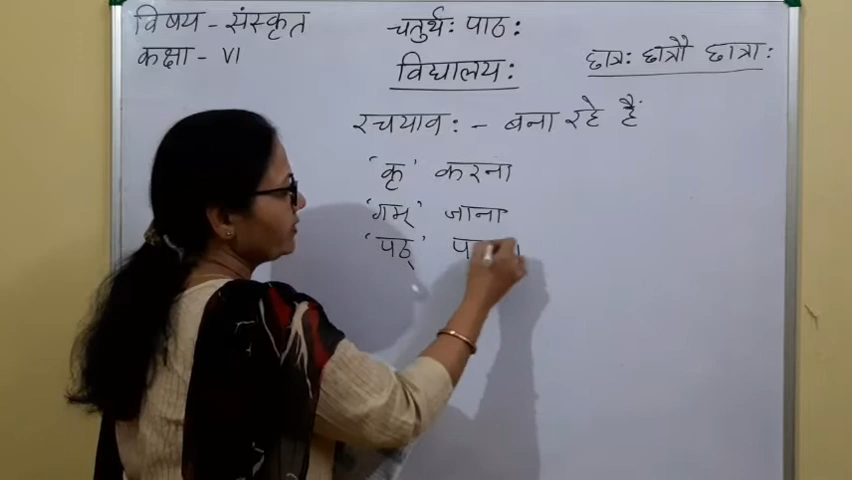 विषय - संस्कृत
कक्षा - VI
चतुर्थ: पाठ:
विद्यालय:
छात्र: छात्रौ छात्रा:
रचयाव: - बना रहे हैं
'कृ' करना
'गम्' जाना
'पठ्'